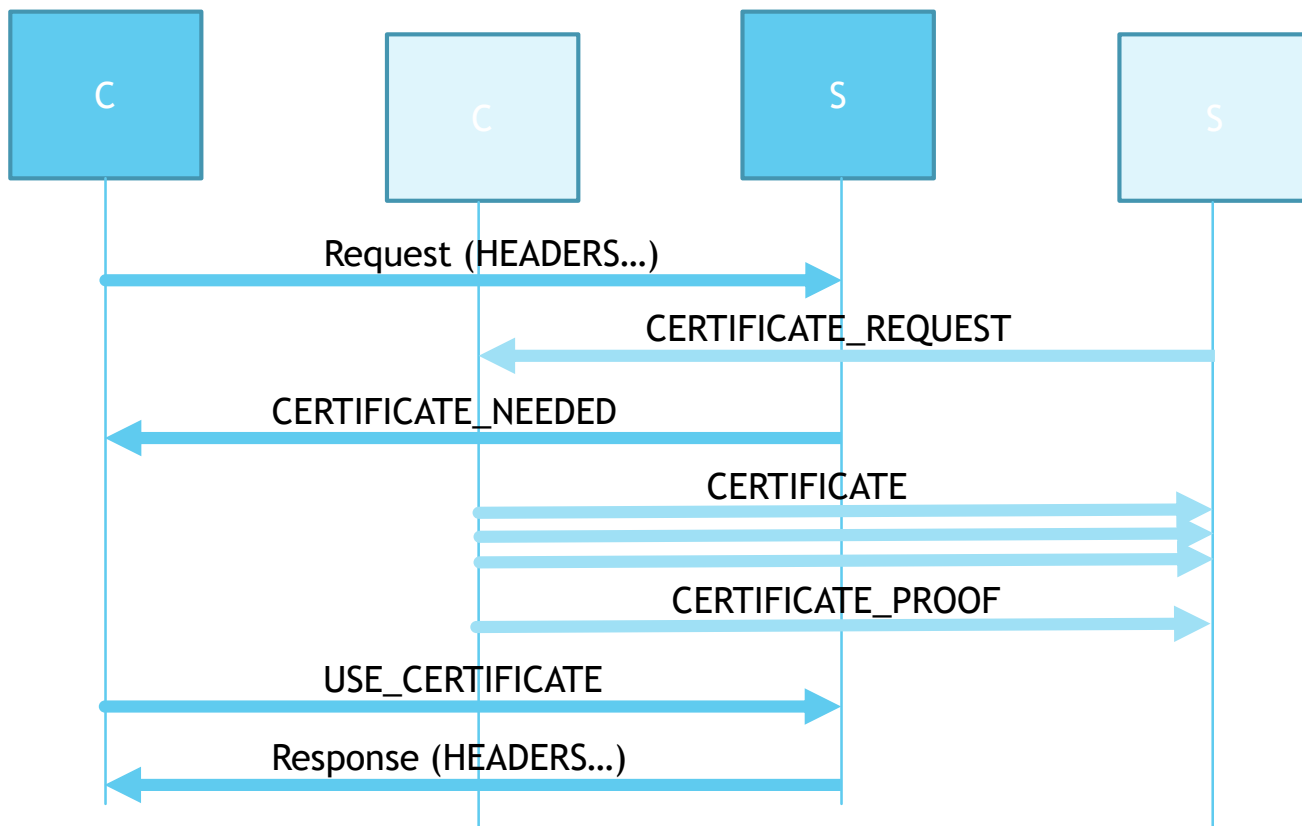 C
C
S
S
Request (HEADERS…)
CERTIFICATE_REQUEST
CERTIFICATE_NEEDED
CERTIFICATE
CERTIFICATE_PROOF
USE_CERTIFICATE
Response (HEADERS…)